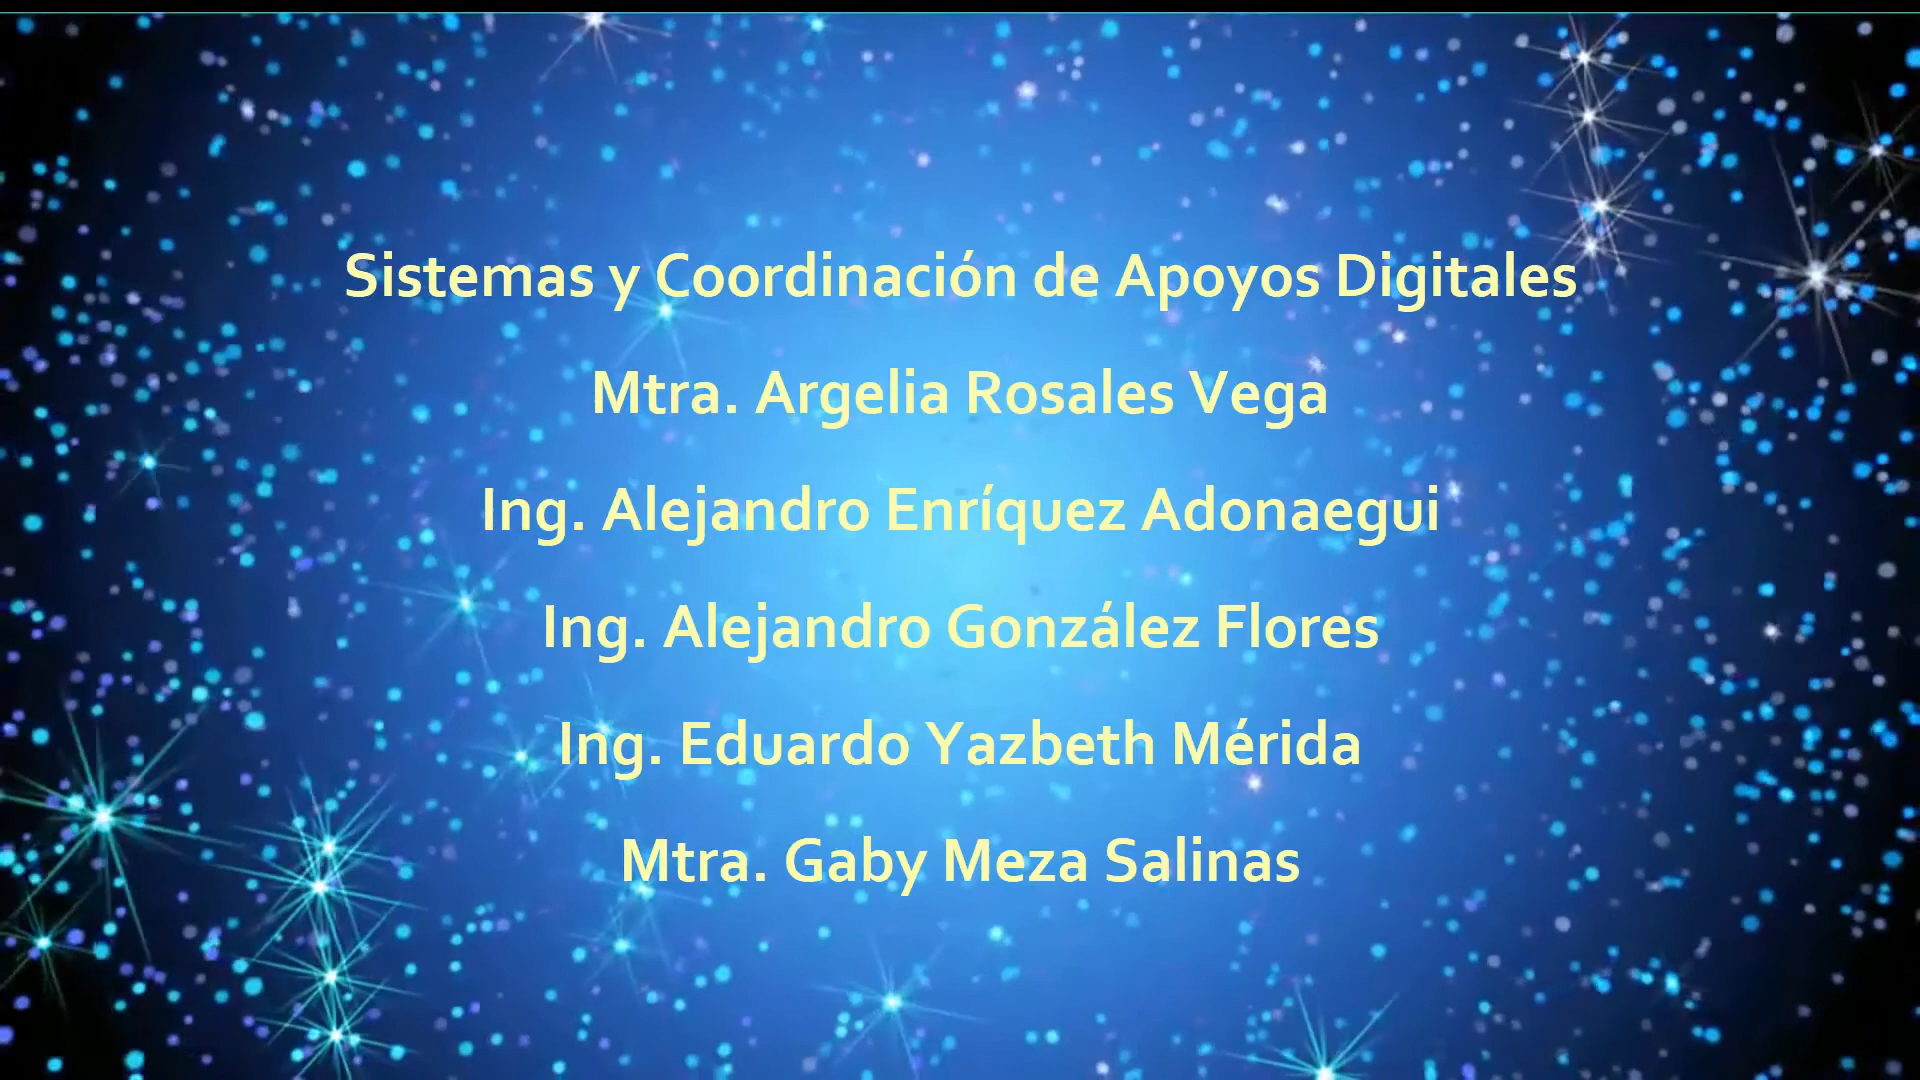 Sistemas y Coordinación de Apoyos Digitales
Mtra. Argelia Rosales Vega
Ing. Alejandro Enríquez Adonaegui
Ing. Alejandro González Flores
Ing. Eduardo Yazbeth Mérida
Mtra. Gaby Meza Salinas